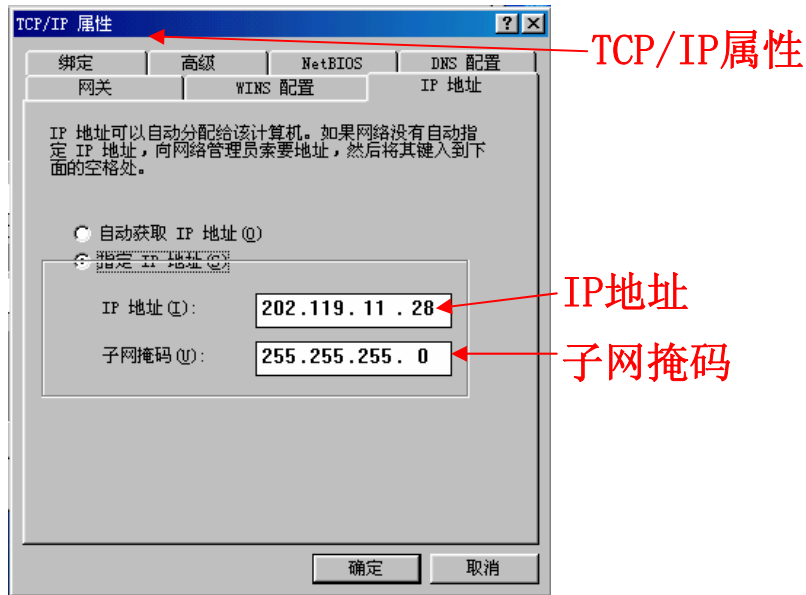 TCP/IP 属性
TCP/IP属性
绑定
高级
NetBIOS
DNS 配置
网关
WINS 配置
IP 地址
IP 地址可以自动分配给该计算机。如果网络没有自动指
定 IP 地址，向网络管理员索要地址，然后将其键入到下
面的空格处。
自动获取 IP 地址(O)
指定 IP 地址(S)
IP 地址(I):
202.119.11 .28
IP地址
子网掩码(U):
255.255.255. 0
子网掩码
确定
取消